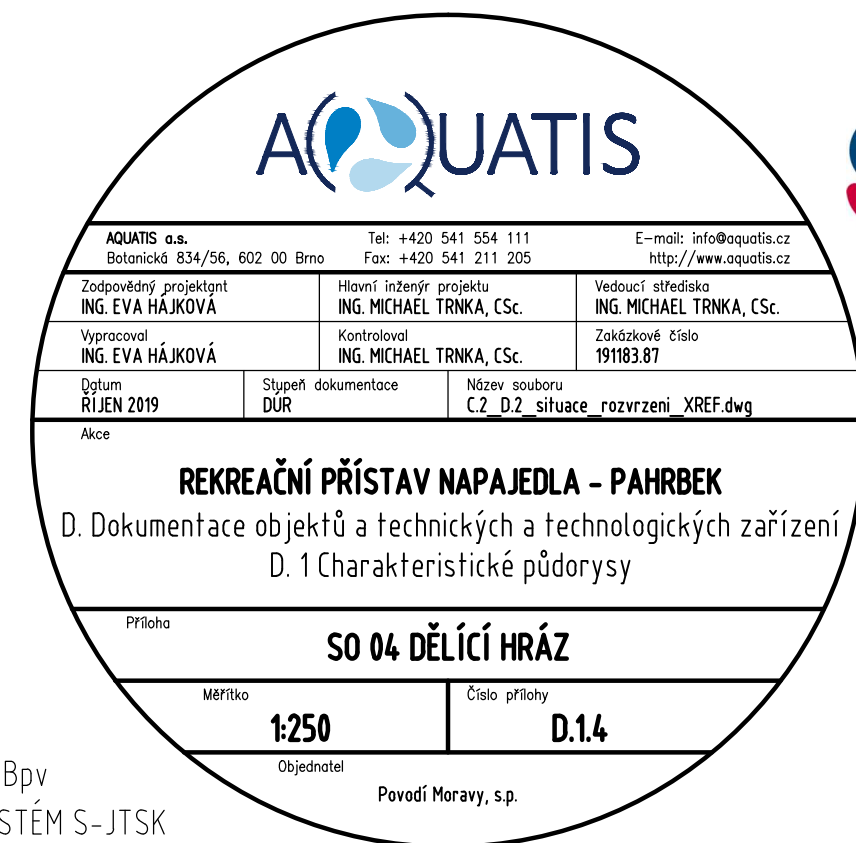 AQUATIS
AQUATIS a.s. Tel: +420 541 554 111 E-mail: info@aquatis.cz
Botanická 834/56, 602 00 Brno Fax: +420 541 211 205 http://www.aquatis.cz
Zodpovědný projektant Hlavní inženýr projektu Vedoucí střediska
ING. EVA HÁJKOVÁ ING. MICHAEL TRNKA, CSc. ING. MICHAEL TRNKA, CSc.
Vypracoval Kontroloval Zakázkové číslo
ING. EVA HÁJKOVÁ ING. MICHAEL TRNKA, CSc. 191183.87
Datum Stupeň dokumentace Název souboru
ŘÍJEN 2019 DÚR C.2_D.2_situace_rozvrzeni_XREF.dwg
Akce
REKREAČNÍ PŘÍSTAV NAPAJEDLA - PAHRBEK
D. Dokumentace objektů a technických a technologických zařízení
D. 1 Charakteristické půdorysy
Příloha
SO 04 DĚLÍCÍ HRÁZ
Měřítko Číslo přílohy
1:250 D.1.4
Objednatel
Povodí Moravy, s.p.
Bpv
STÉM S-JTSK